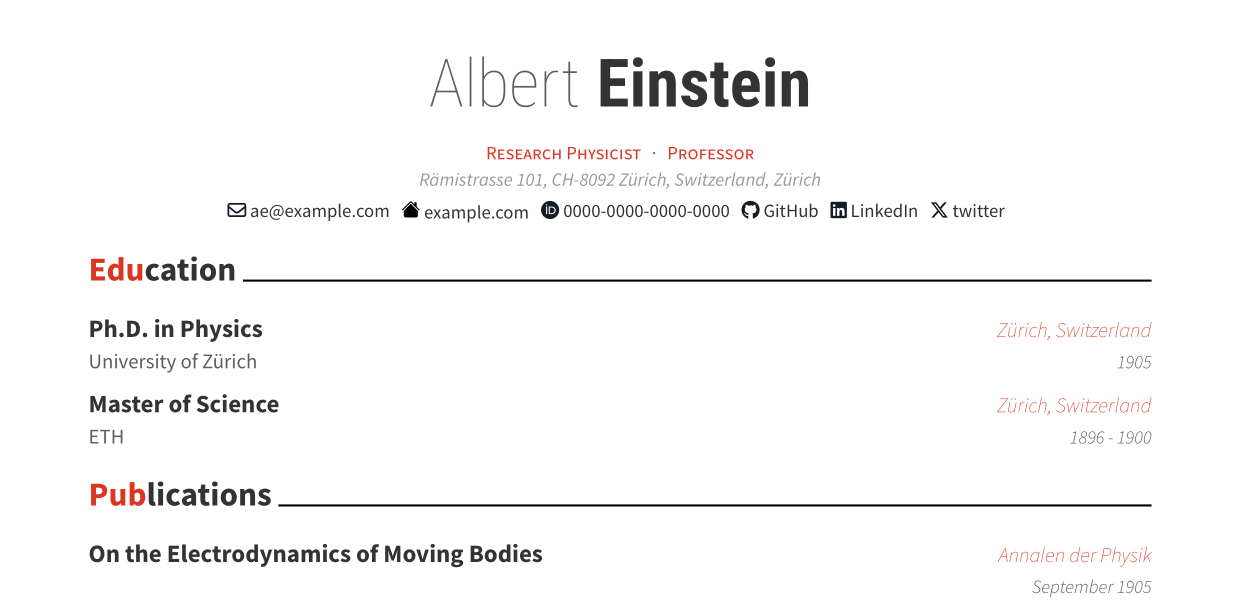 Albert Einstein
Research Physicist · Professor
Rämistrasse 101, CH-8092 Zürich, Switzerland, Zürich
ae@example.com example.com 0000-0000-0000-0000 GitHub LinkedIn twitter
Education
Ph.D. in Physics Zürich, Switzerland
University of Zürich 1905
Master of Science Zürich, Switzerland
ETH 1896 - 1900
Publications
On the Electrodynamics of Moving Bodies Annalen der Physik
September 1905